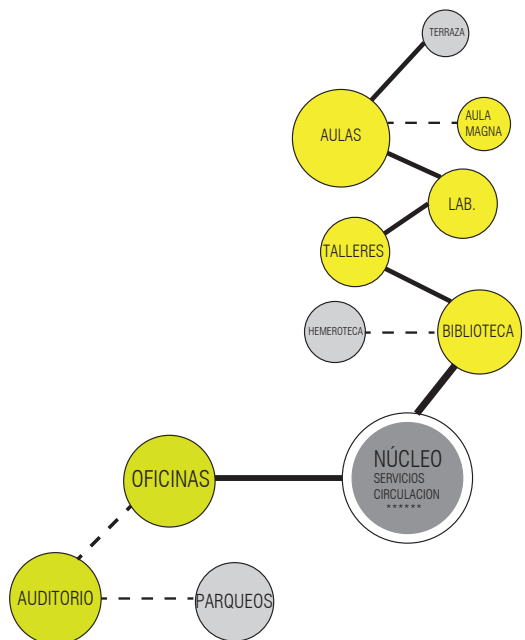 TERRAZA
AULA
MAGNA
AULAS
LAB.
TALLERES
HEMEROTECA
BIBLIOTECA
NÚCLEO
SERVICIOS
CIRCULACION
******
OFICINAS
AUDITORIO
PARQUEOS